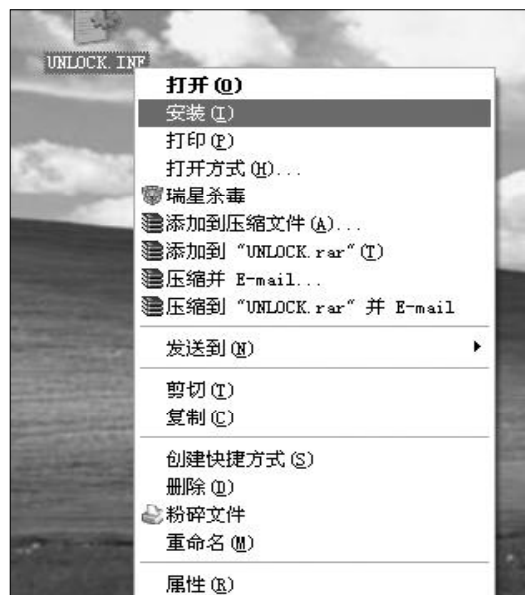 UNLOCK.INF
打开(O)
安装(I)
打印(P)
打开方式(H)...
瑞星杀毒
添加到压缩文件(A)...
添加到 "UNLOCK.rar"(T)
压缩并 E-mail...
压缩到 "UNLOCK.rar" 并 E-mail
发送到(N)
剪切(T)
复制(C)
创建快捷方式(S)
删除(D)
粉碎文件
重命名(M)
属性(R)